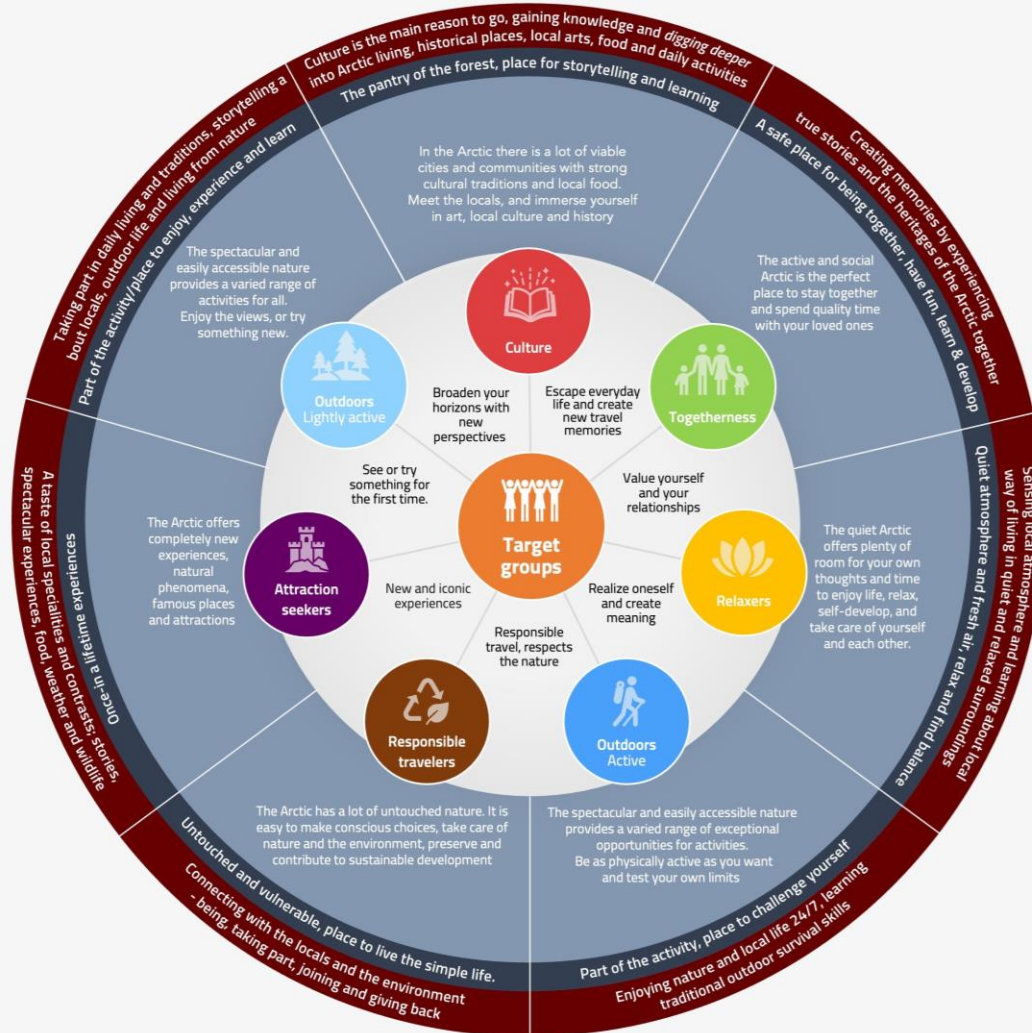 Culture is the main reason to go, gaining knowledge and digging deeper
into Arctic living, historical places, local arts, food and daily activities
The pantry of the forest, place for storytelling and learning
In the Arctic there is a lot of viable
cities and communities with strong
cultural traditions and local food.
Meet the locals, and immerse yourself
in art, local culture and history
Culture
Escape everyday
life and create
new travel
memories
Creating memories by experiencing
true stories and the heritages of the Arctic together
A safe place for being together, have fun, learn & develop
The active and social
Arctic is the perfect
place to stay together
and spend quality time
with your loved ones
Togetherness
Value yourself
and your
relationships
Sensing local atmosphere and learning about local
way of living in quiet and relaxed surroundings
Quiet atmosphere and fresh air, relax and find balance
The quiet Arctic
offers plenty of
room for your own
thoughts and time
to enjoy life, relax,
self-develop, and
take care of yourself
and each other.
Relaxers
Realize oneself
and create
meaning
The spectacular and easily accessible nature
provides a varied range of exceptional
opportunities for activities.
Be as physically active as you want
and test your own limits
Outdoors
Active
Part of the activity, place to challenge yourself
Enjoying nature and local life 24/7, learning
traditional outdoor survival skills
Responsible
travel, respects
the nature
Responsible
travelers
The Arctic has a lot of untouched nature. It is
easy to make conscious choices, take care of
nature and the environment, preserve and
contribute to sustainable development
Untouched and vulnerable, place to live the simple life.
Connecting with the locals and the environment
- being, taking part, joining and giving back
New and iconic
experiences
Attraction
seekers
The Arctic offers
completely new
experiences,
natural
phenomena,
famous places
and attractions
Once-in a lifetime experiences
A taste of local specialities and contrasts; stories,
spectacular experiences, food, weather and wildlife
See or try
something for
the first time.
Outdoors
Lightly active
The spectacular and
easily accessible nature
provides a varied range of
activities for all.
Enjoy the views, or try
something new.
Part of the activity/place to enjoy, experience and learn
Taking part in daily living and traditions, storytelling a
bout locals, outdoor life and living from nature
Broaden your
horizons with
new
perspectives
Target
groups